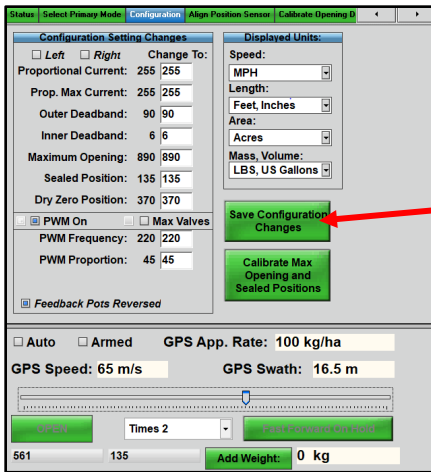 Status Select Primary Mode Configuration Align Position Sensor Calibrate Opening D
Configuration Setting Changes
Left Right Change To:
Proportional Current: 255 255
Prop. Max Current: 255 255
Outer Deadband: 90 90
Inner Deadband: 6 6
Maximum Opening: 890 890
Sealed Position: 135 135
Dry Zero Position: 370 370
PWM On Max Valves
PWM Frequency: 220 220
PWM Proportion: 45 45
Feedback Pots Reversed
Displayed Units:
Speed:
MPH
Length:
Feet, Inches
Area:
Acres
Mass, Volume:
LBS, US Gallons
Save Configuration
Changes
Calibrate Max
Opening and
Sealed Positions
Auto Armed GPS App. Rate: 100 kg/ha
GPS Speed: 65 m/s GPS Swath: 16.5 m
OPEN Times 2
561 135 Add Weight: 0 kg